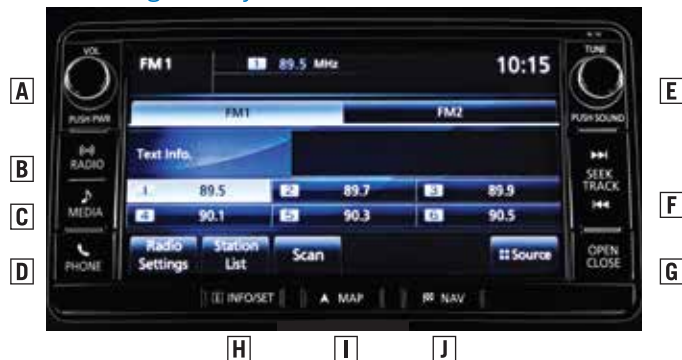 VOL
TUNE
FM1 1 89.5 MHz 10:15
A
E
PUSH PWR
FM1 FM2
PUSH SOUND
RADIO
Text Info.
B
SEEK
TRACK
1 89.5 2 89.7 3 89.9
MEDIA
4 90.1 5 90.3 6 90.5
C
F
Radio Settings
Station List
Scan
Source
OPEN
CLOSE
PHONE
D
G
INFO/SET
MAP
NAV
H I J